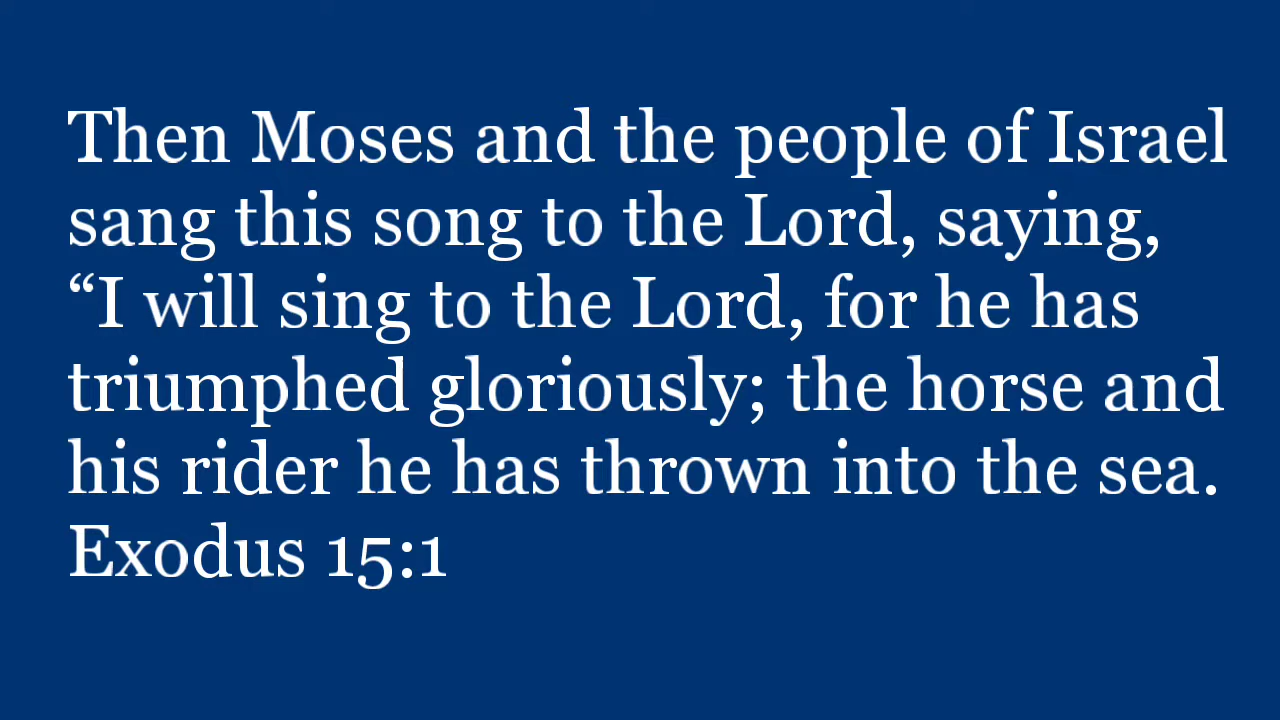 Then Moses and the people of Israel
sang this song to the Lord, saying,
“I will sing to the Lord, for he has
triumphed gloriously; the horse and
his rider he has thrown into the sea.
Exodus 15:1